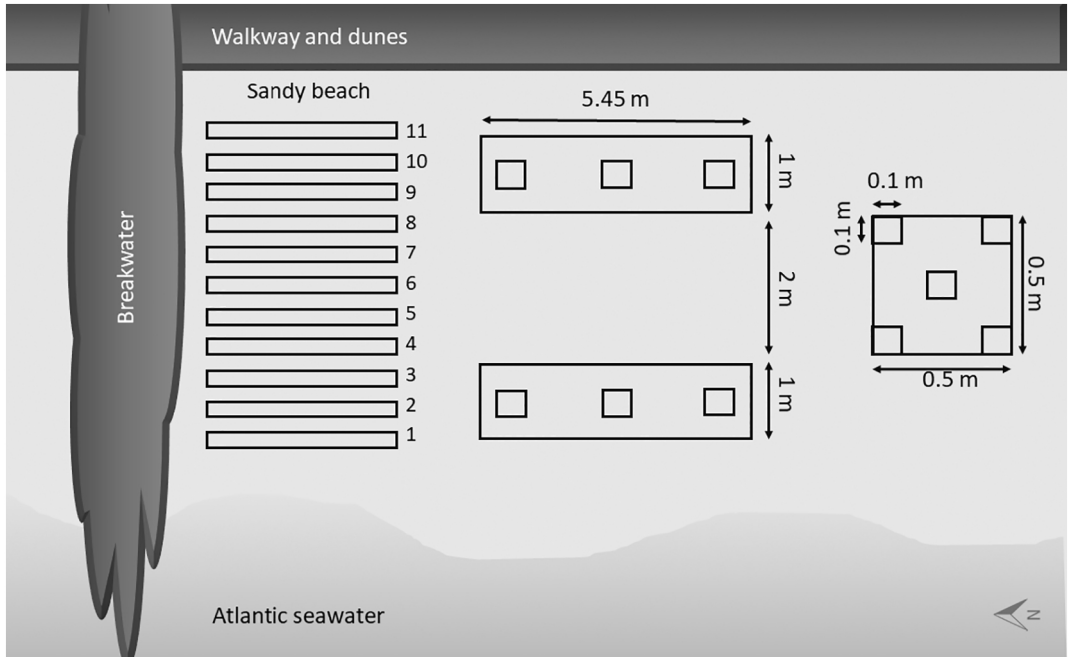 Walkway and dunes
Sandy beach
5.45 m
11
10
9
8
7
6
5
4
3
2
1
1 m
2 m
1 m
0.1 m
0.1 m
0.5 m
0.5 m
Breakwater
Atlantic seawater
N